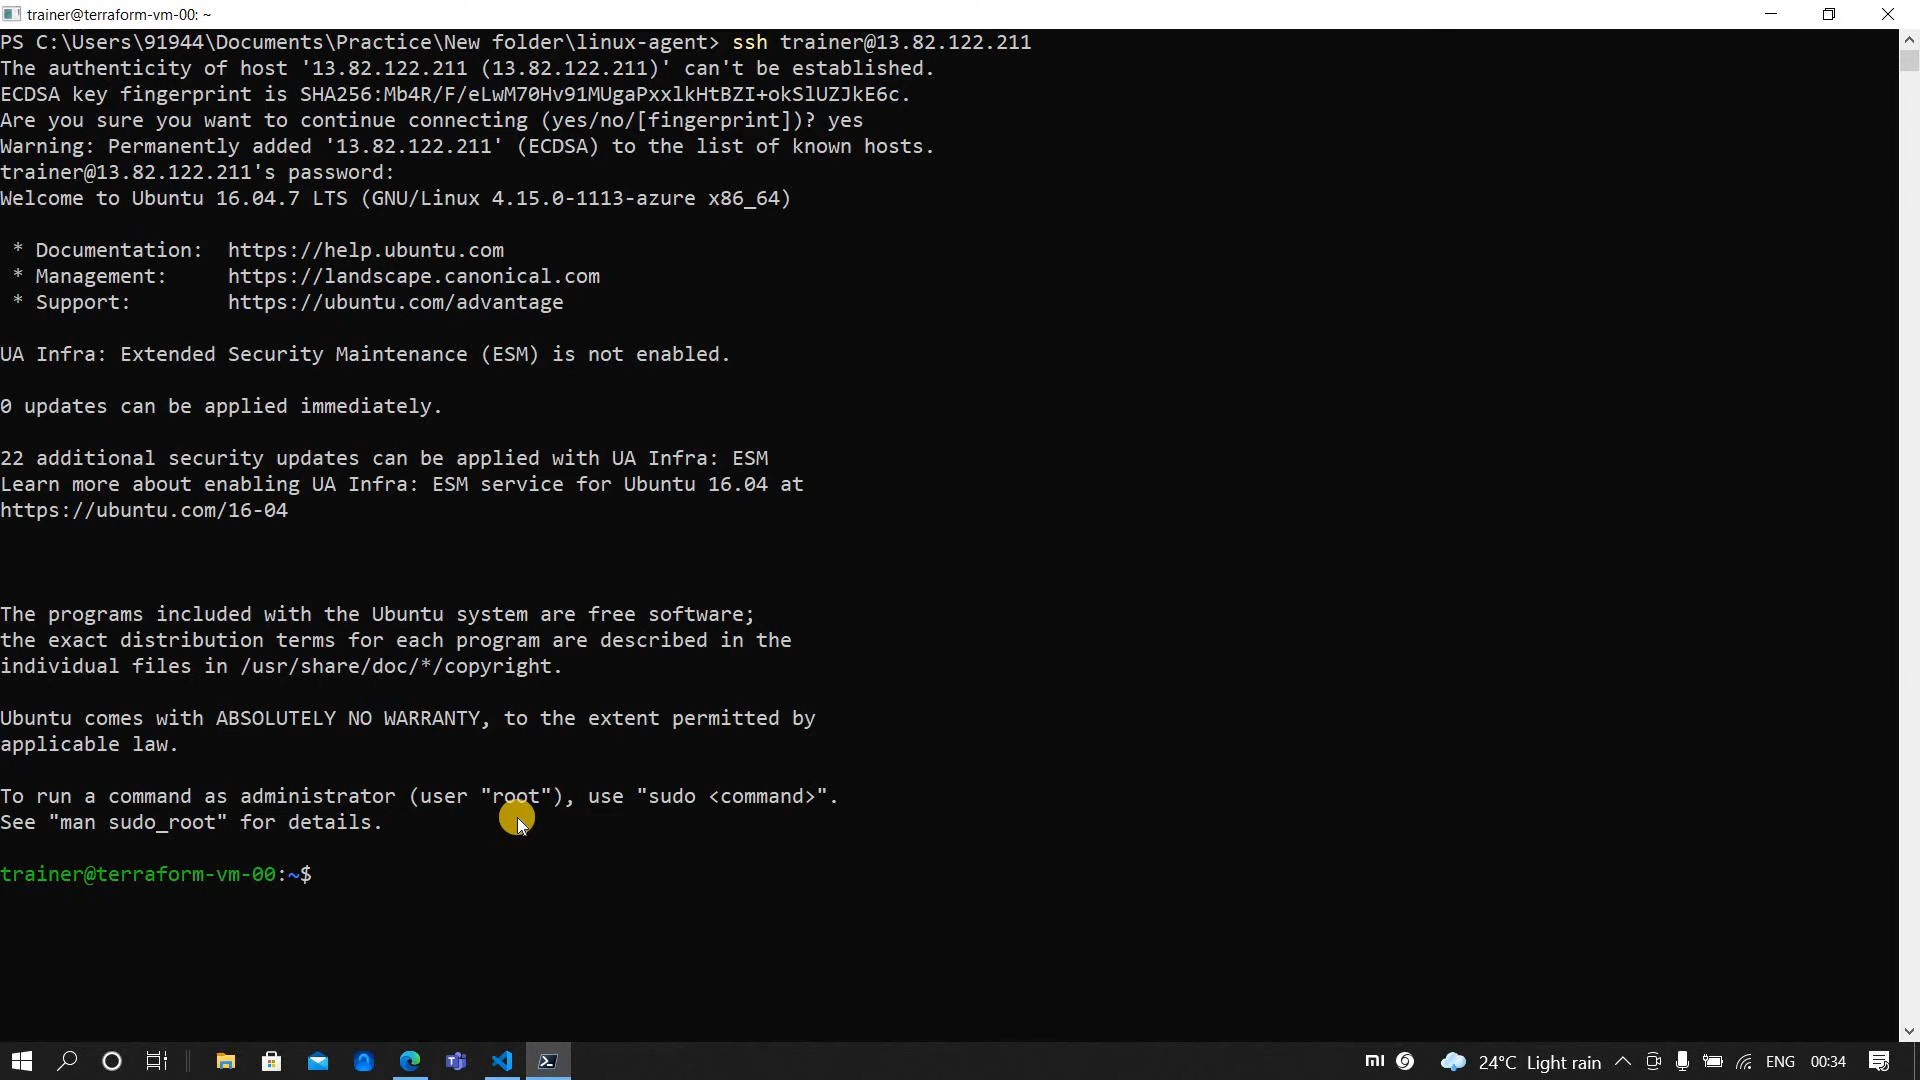 trainer@terraform-vm-00: ~
PS C:\Users\91944\Documents\Practice\New folder\linux-agent> ssh trainer@13.82.122.211
The authenticity of host '13.82.122.211 (13.82.122.211)' can't be established.
ECDSA key fingerprint is SHA256:Mb4R/F/eLwM70Hv91MUgaPxxlkHtBZI+okSlUZJkE6c.
Are you sure you want to continue connecting (yes/no/[fingerprint])? yes
Warning: Permanently added '13.82.122.211' (ECDSA) to the list of known hosts.
trainer@13.82.122.211's password:
Welcome to Ubuntu 16.04.7 LTS (GNU/Linux 4.15.0-1113-azure x86_64)
* Documentation:  https://help.ubuntu.com
* Management:     https://landscape.canonical.com
* Support:        https://ubuntu.com/advantage
UA Infra: Extended Security Maintenance (ESM) is not enabled.
0 updates can be applied immediately.
22 additional security updates can be applied with UA Infra: ESM
Learn more about enabling UA Infra: ESM service for Ubuntu 16.04 at
https://ubuntu.com/16-04
The programs included with the Ubuntu system are free software;
the exact distribution terms for each program are described in the
individual files in /usr/share/doc/*/copyright.
Ubuntu comes with ABSOLUTELY NO WARRANTY, to the extent permitted by
applicable law.
To run a command as administrator (user "root"), use "sudo <command>".
See "man sudo_root" for details.
trainer@terraform-vm-00:~$
24°C Light rain ENG 00:34